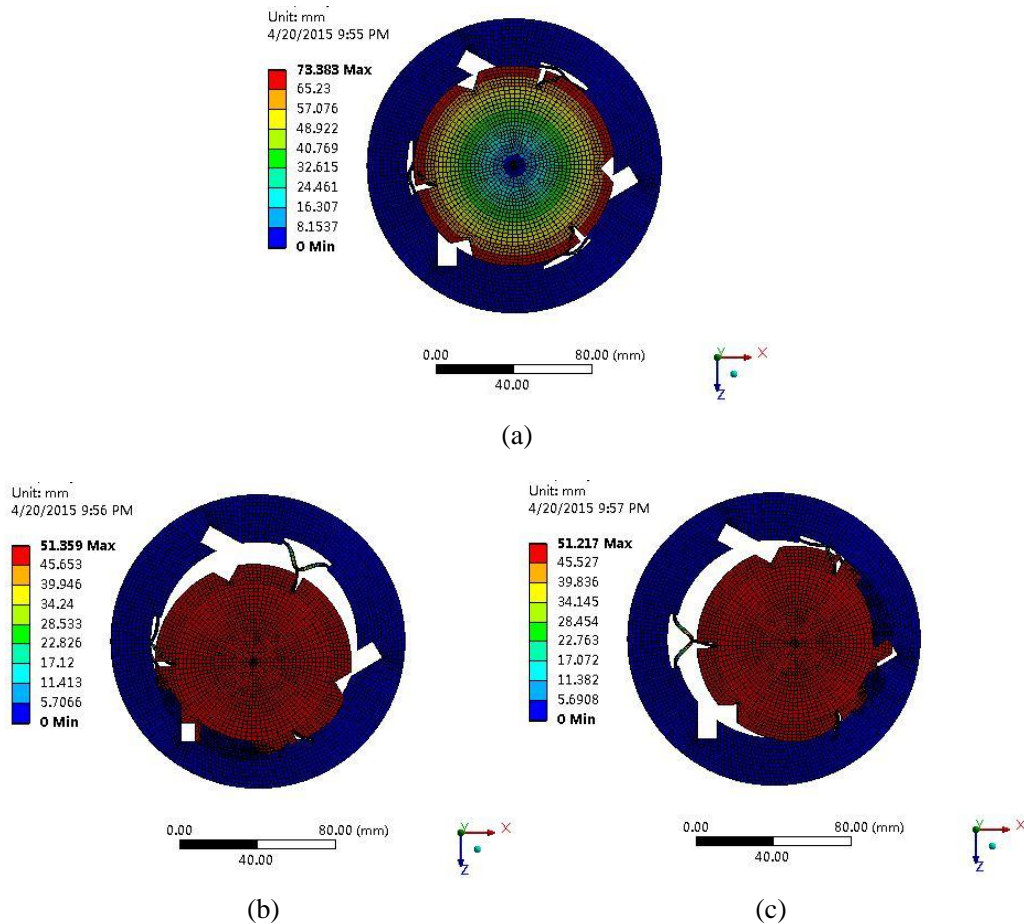 Unit: mm
4/20/2015 9:55 PM
73.383 Max
65.23
57.076
48.922
40.769
32.615
24.461
16.307
8.1537
0 Min
0.00 80.00 (mm)
40.00
Y X
Z
(a)
Unit: mm
4/20/2015 9:56 PM
51.359 Max
45.653
39.946
34.24
28.533
22.826
17.12
11.413
5.7066
0 Min
0.00 80.00 (mm)
40.00
Y X
Z
(b)
Unit: mm
4/20/2015 9:57 PM
51.217 Max
45.527
39.836
34.145
28.454
22.763
17.072
11.382
5.6908
0 Min
0.00 80.00 (mm)
40.00
Y X
Z
(c)